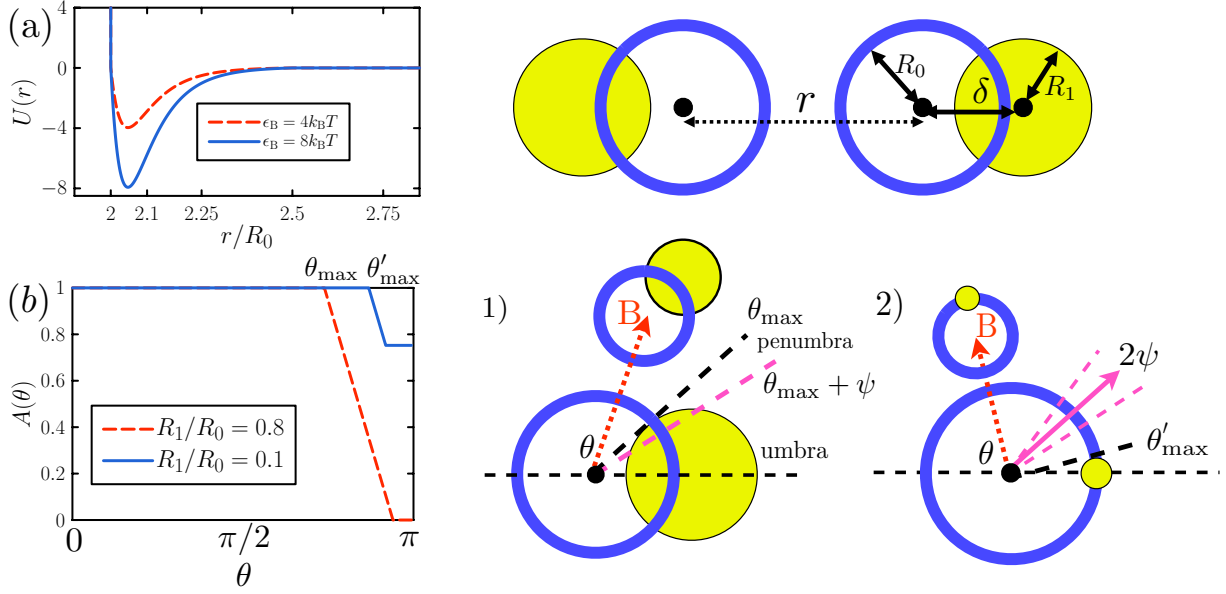 (a)
U(r)
4
0
−4
−8
ϵ_B = 4k_BT
ϵ_B = 8k_BT
2
2.1
2.25
2.5
2.75
r/R_0
r
R_0
δ
R_1
(b)
θ_max
θ′_max
A(θ)
1
0.8
0.6
0.4
0.2
0
R_1/R_0 = 0.8
R_1/R_0 = 0.1
0
π/2
π
θ
1)
B
θ_max
penumbra
θ_max + ψ
θ
umbra
2)
B
2ψ
θ
θ′_max